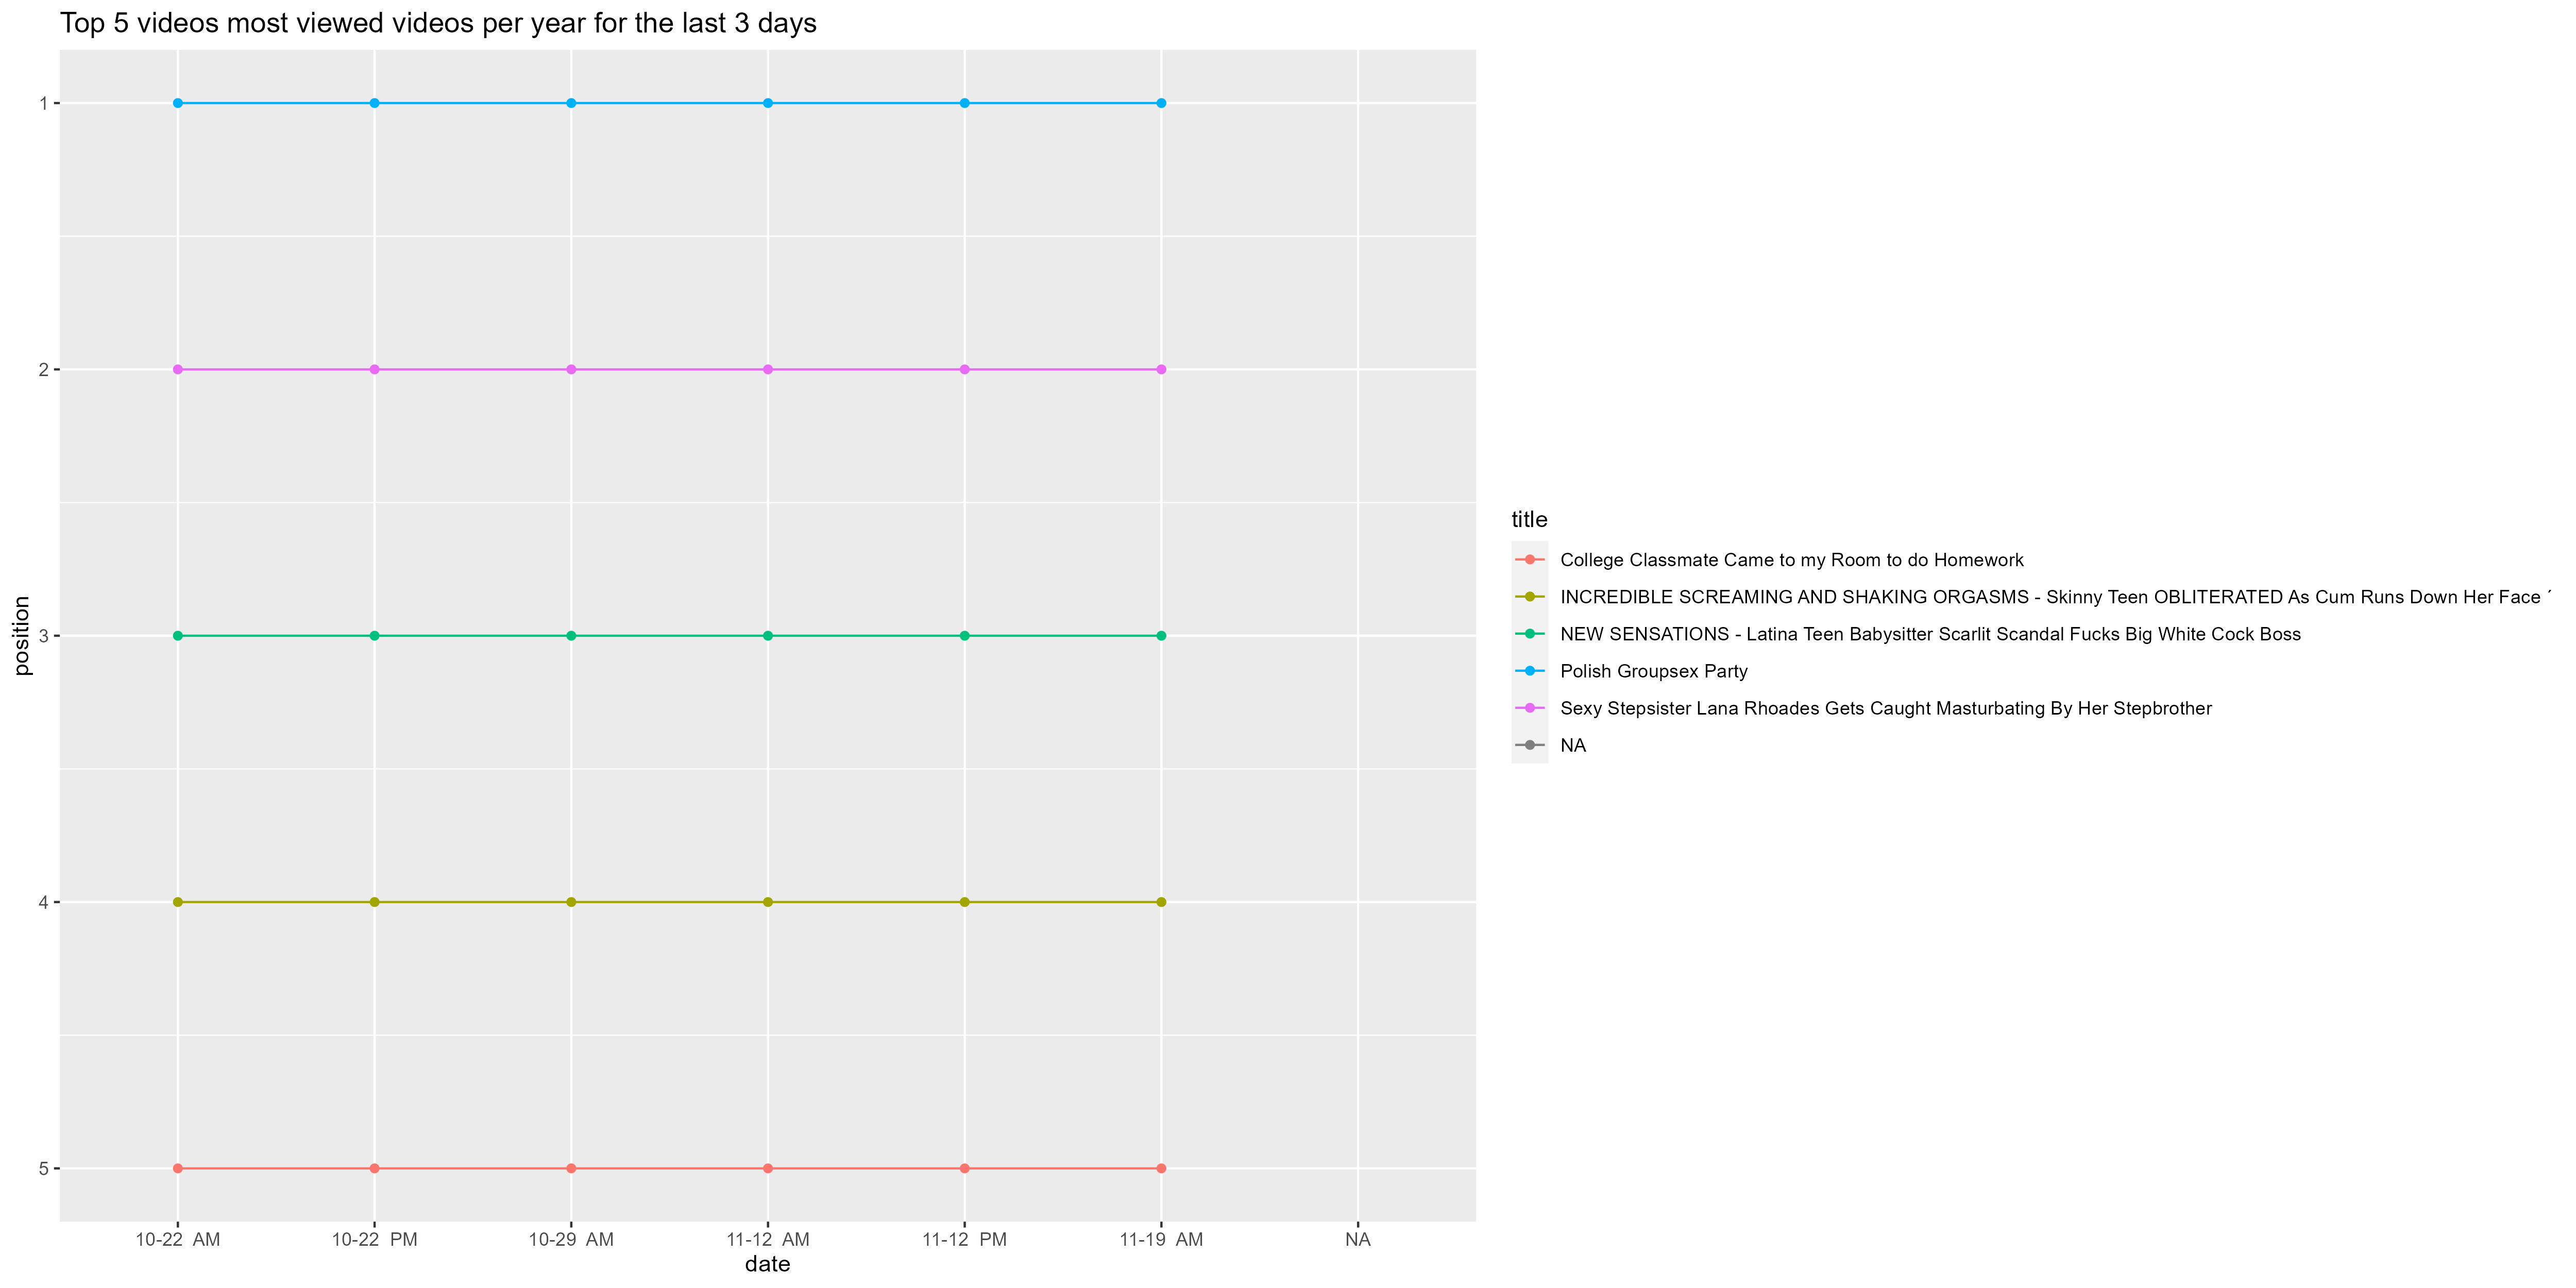 Top 5 videos most viewed videos per year for the last 3 days
position
1
2
3
4
5
10-22 AM
10-22 PM
10-29 AM
11-12 AM
11-12 PM
11-19 AM
NA
date
title
College Classmate Came to my Room to do Homework
INCREDIBLE SCREAMING AND SHAKING ORGASMS - Skinny Teen OBLITERATED As Cum Runs Down Her Face
NEW SENSATIONS - Latina Teen Babysitter Scarlit Scandal Fucks Big White Cock Boss
Polish Groupsex Party
Sexy Stepsister Lana Rhoades Gets Caught Masturbating By Her Stepbrother
NA